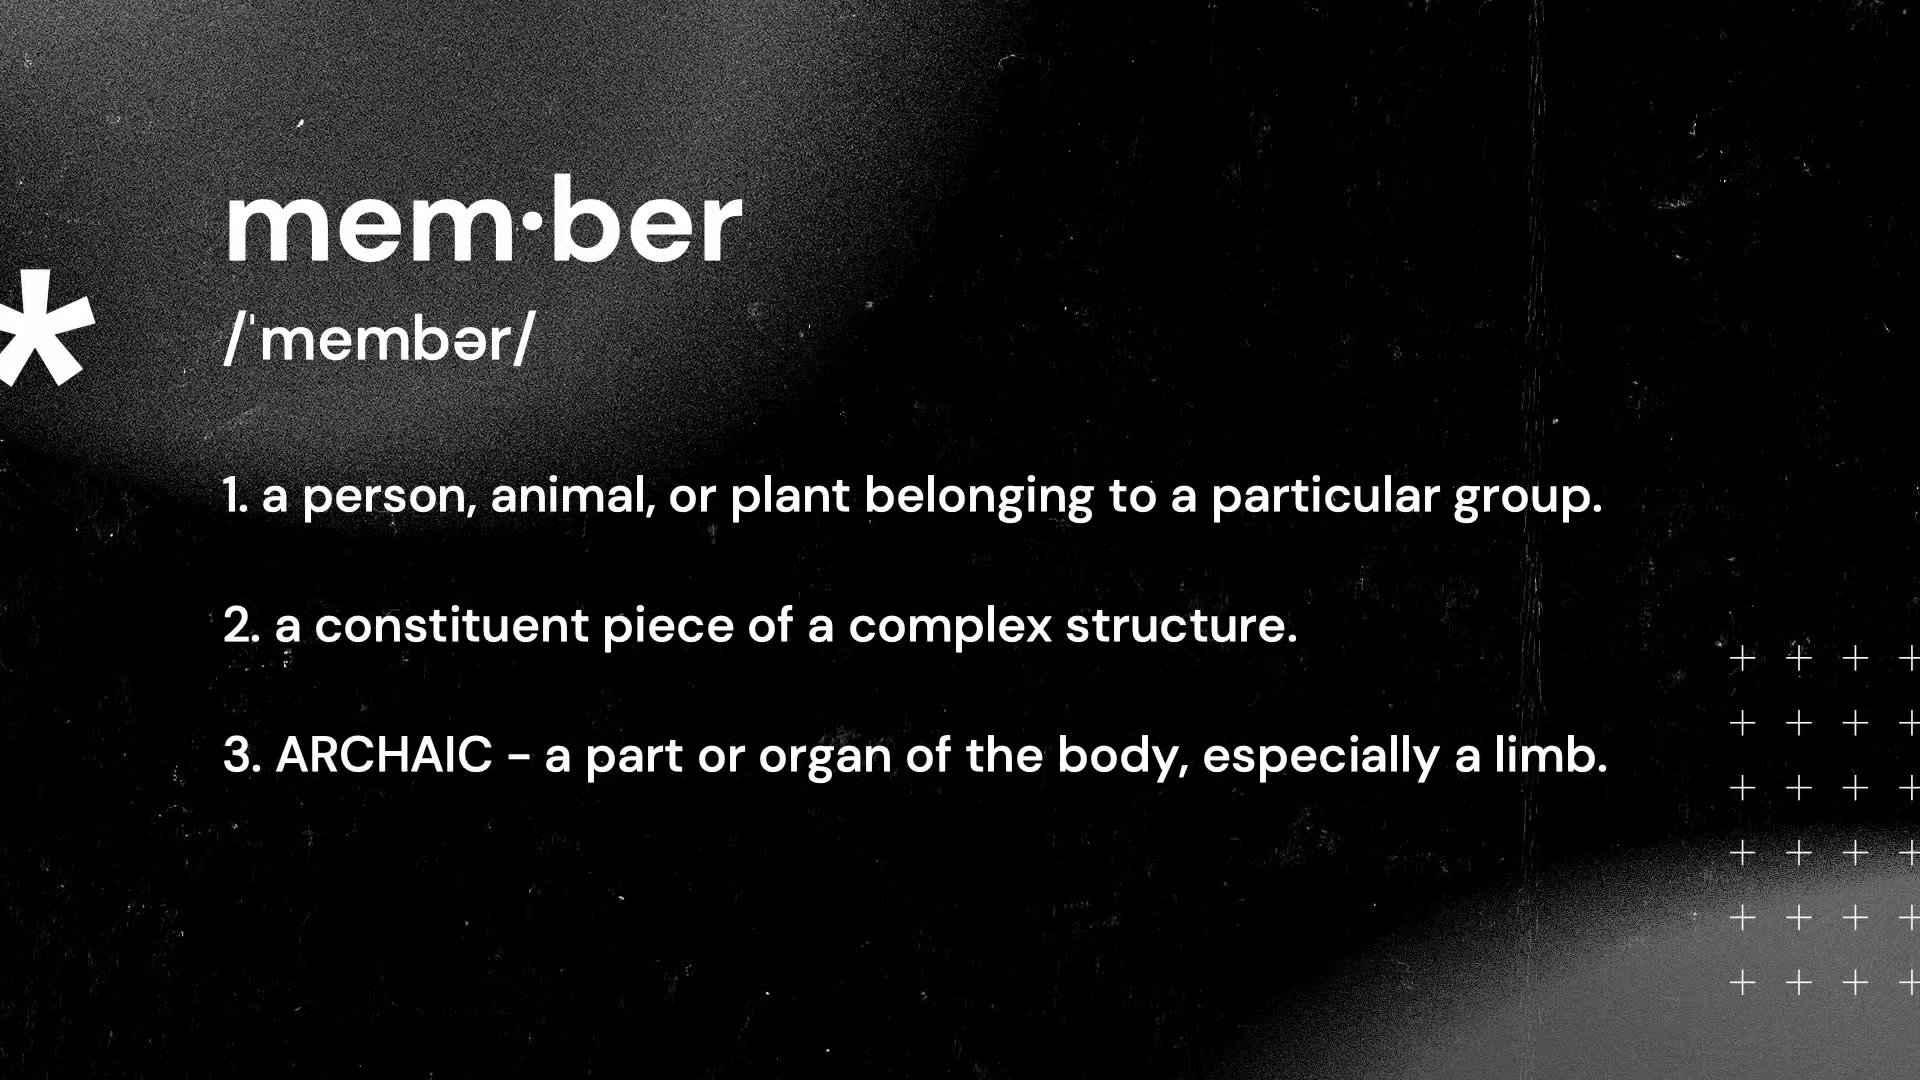 mem·ber
*
/ˈmembər/
1. a person, animal, or plant belonging to a particular group.
2. a constituent piece of a complex structure.
3. ARCHAIC – a part or organ of the body, especially a limb.